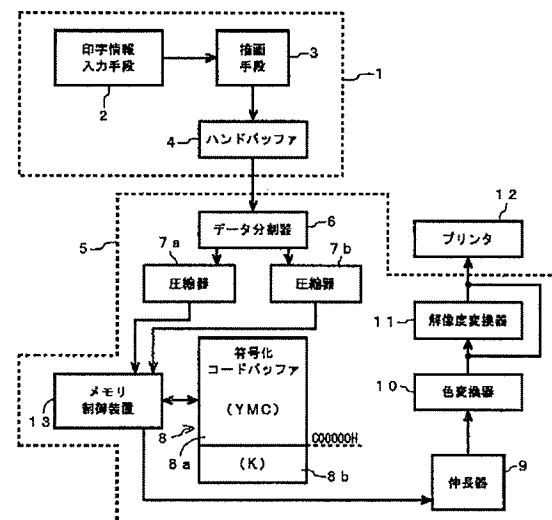 印字情報
入力手段
2
描画
手段
3
1
4
ハンドバッファ
データ分割器
6
5
7a
圧縮器
7b
圧縮器
12
プリンタ
11
解像度変換器
10
色変換器
メモリ
制御装置
13
符号化
コードバッファ
(YMC)
8
8a
C00000H
(K)
8b
伸長器
9